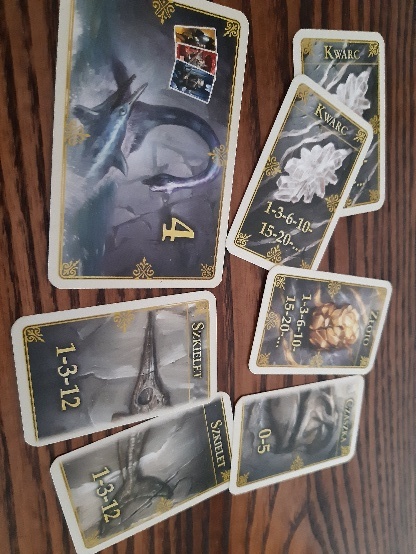 KWARC
KWARC
1-3-6-10-
15-20-...
4
ZŁOTO
1-3-6-10-
15-20-...
SZKIELET
1-3-12
CZASZKA
0-5
SZKIELET
1-3-12